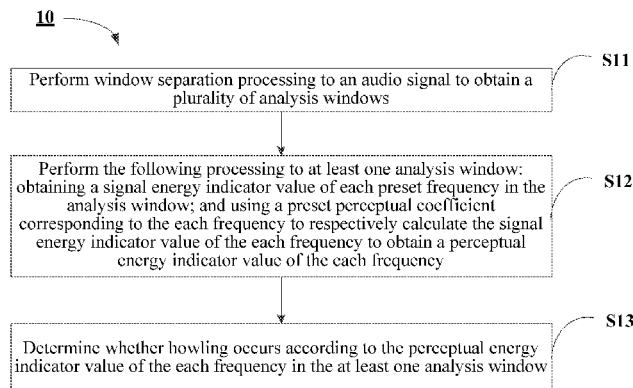 10
S11
Perform window separation processing to an audio signal to obtain a
plurality of analysis windows
S12
Perform the following processing to at least one analysis window:
obtaining a signal energy indicator value of each preset frequency in the
analysis window; and using a preset perceptual coefficient
corresponding to the each frequency to respectively calculate the signal
energy indicator value of the each frequency to obtain a perceptual
energy indicator value of the each frequency
S13
Determine whether howling occurs according to the perceptual energy
indicator value of the each frequency in the at least one analysis window